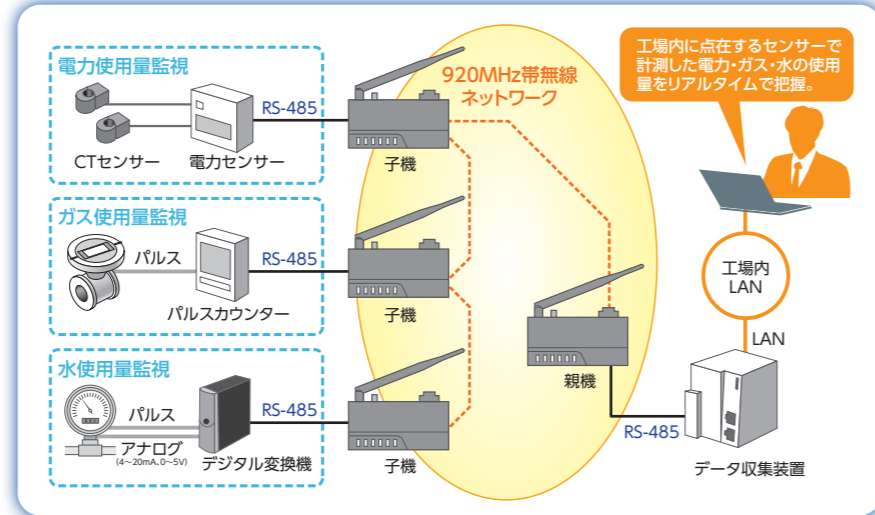 工場内に点在するセンサーで
計測した電力・ガス・水の使用
量をリアルタイムで把握。
電力使用量監視
RS-485
CTセンサー
電力センサー
子機
920MHz帯無線
ネットワーク
ガス使用量監視
パルス
RS-485
パルスカウンター
子機
水使用量監視
パルス
RS-485
アナログ
(4〜20mA、0〜5V)
デジタル変換機
子機
親機
RS-485
工場内
LAN
LAN
データ収集装置